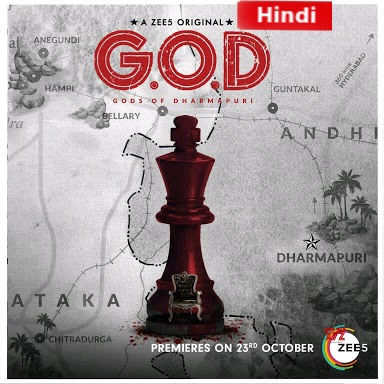 ★ A ZEE5 ORIGINAL ★
Hindi
G.O.D
GODS OF DHARMAPURI
ANEGUNDI
HAMPI
BELLARY
GUNTAKAL
HYDERABAD
ANDHI
DHARMAPURI
ATAKA
CHITRADURGA
PREMIERES ON 23RD OCTOBER
ZEE5